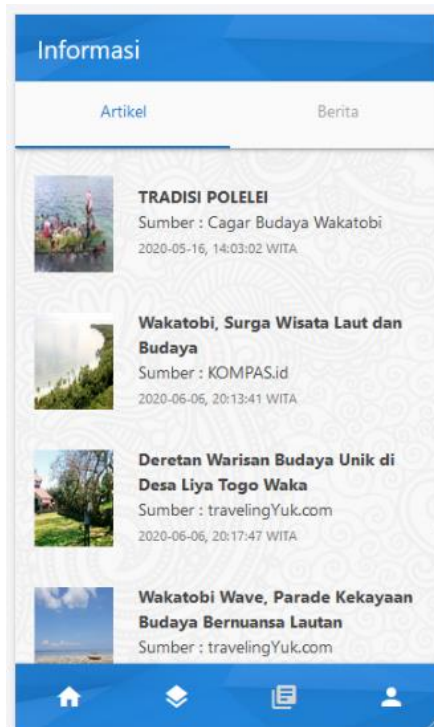 Informasi
Artikel
Berita
TRADISI POLELEI
Sumber : Cagar Budaya Wakatobi
2020-05-16, 14:03:02 WITA
Wakatobi, Surga Wisata Laut dan
Budaya
Sumber : KOMPAS.id
2020-06-06, 20:13:41 WITA
Deretan Warisan Budaya Unik di
Desa Liya Togo Waka
Sumber : travelingYuk.com
2020-06-06, 20:17:47 WITA
Wakatobi Wave, Parade Kekayaan
Budaya Bernuansa Lautan
Sumber : travelingYuk.com